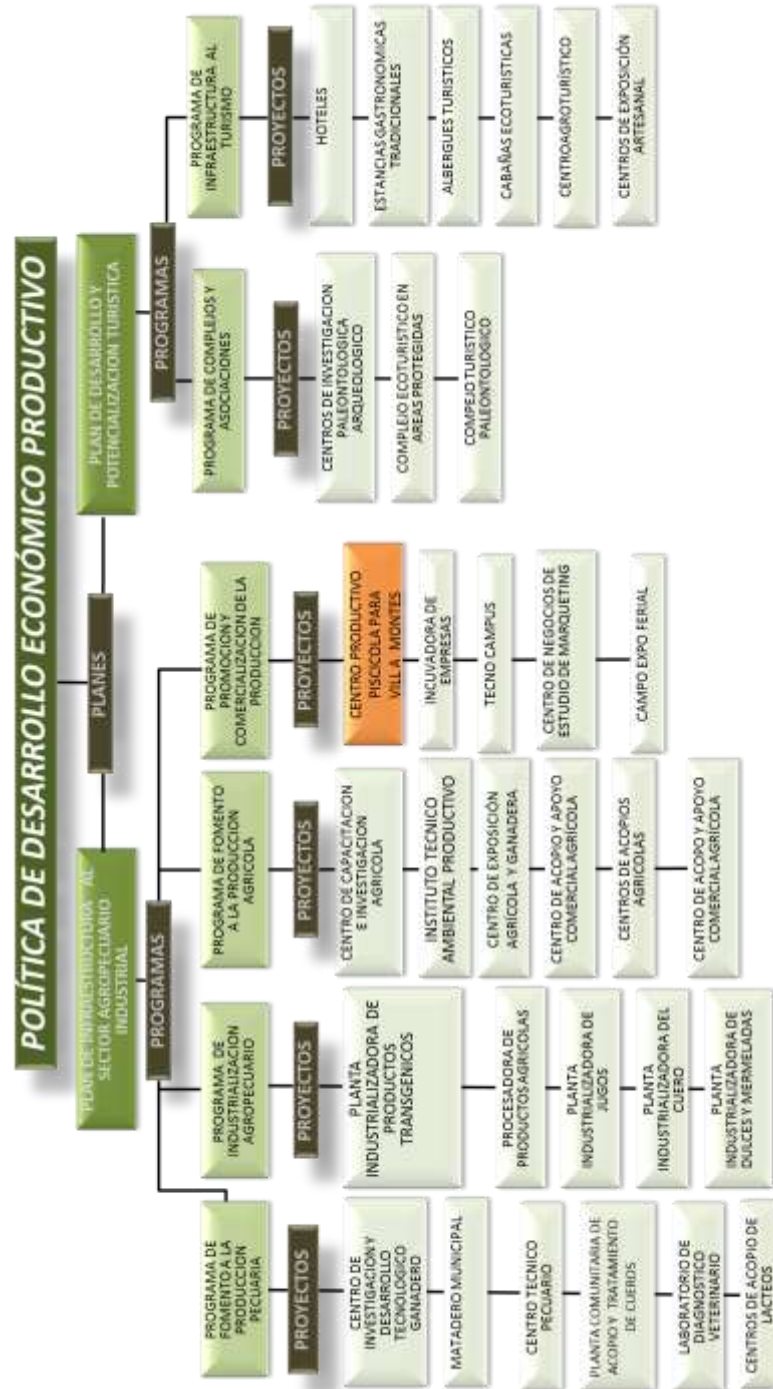 POLÍTICA DE DESARROLLO ECONÓMICO PRODUCTIVO
PLANES
PLAN DE INFRAESTRUCTURA AL
SECTOR AGROPECUARIO
INDUSTRIAL
PROGRAMAS
PROGRAMA DE
FOMENTO A LA
PRODUCCION
PECUARIA
PROYECTOS
CENTRO DE
INVESTIGACION Y
DESARROLLO
TECNOLOGICO
GANADERO
MATADERO MUNICIPAL
CENTRO TECNICO
PECUARIO
PLANTA COMUNITARIA DE
ACOPIO Y TRATAMIENTO
DE CUEROS
LABORATORIO DE
DIAGNOSTICO
VETERINARIO
CENTROS DE ACOPIO DE
LACTEOS
PROGRAMA DE
INDUSTRIALIZACION
AGROPECUARIO
PROYECTOS
PLANTA
INDUSTRIALIZADORA DE
PRODUCTOS
TRANSGENICOS
PROCESADORA DE
PRODUCTOS AGRICOLAS
PLANTA
INDUSTRIALIZADORA DE
JUGOS
PLANTA
INDUSTRIALIZADORA DEL
CUERO
PLANTA
INDUSTRIALIZADORA DE
DULCES Y MERMELADAS
PROGRAMA DE FOMENTO
A LA PRODUCCION
AGRICOLA
PROYECTOS
CENTRO DE CAPACITACION
E INVESTIGACION
AGRICOLA
INSTITUTO TECNICO
AMBIENTAL PRODUCTIVO
CENTRO DE EXPOSICIÓN
AGRÍCOLA Y GANADERA
CENTRO DE ACOPIO Y APOYO
COMERCIAL AGRÍCOLA
CENTROS DE ACOPIOS
AGRICOLAS
CENTRO DE ACOPO Y APOYO
COMERCIAL AGRÍCOLA
PROGRAMA DE
PROMOCION Y
COMERCIALIZACION DE LA
PRODUCCION
PROYECTOS
CENTRO PRODUCTIVO
PISCICOLA PARA
VILLA MONTES
INCUVADORA DE
EMPRESAS
TECNO CAMPUS
CENTRO DE NEGOCIOS DE
ESTUDIO DE MARQUETING
CAMPO EXPO FERIAL
PLAN DE DESARROLLO Y
POTENCIALIZACION TURISTICA
PROGRAMAS
PROGRAMA DE COMPLEJOS Y
ASOCIACIONES
PROYECTOS
CENTROS DE INVESTIGACION
PALEONTOLOGICA
ARQUEOLOGICO
COMPLEJO ECOTURISTICO EN
AREAS PROTEGIDAS
COMPEJO TURISTICO
PALEONTOLOGICO
PROGRAMA DE
INFRAESTRUCTURA AL
TURISMO
PROYECTOS
HOTELES
ESTANCIAS GASTRONOMICAS
TRADICIONALES
ALBERGUES TURISTICOS
CABAÑAS ECOTURISTICAS
CENTROAGROTURÍSTICO
CENTROS DE EXPOSICIÓN
ARTESANAL